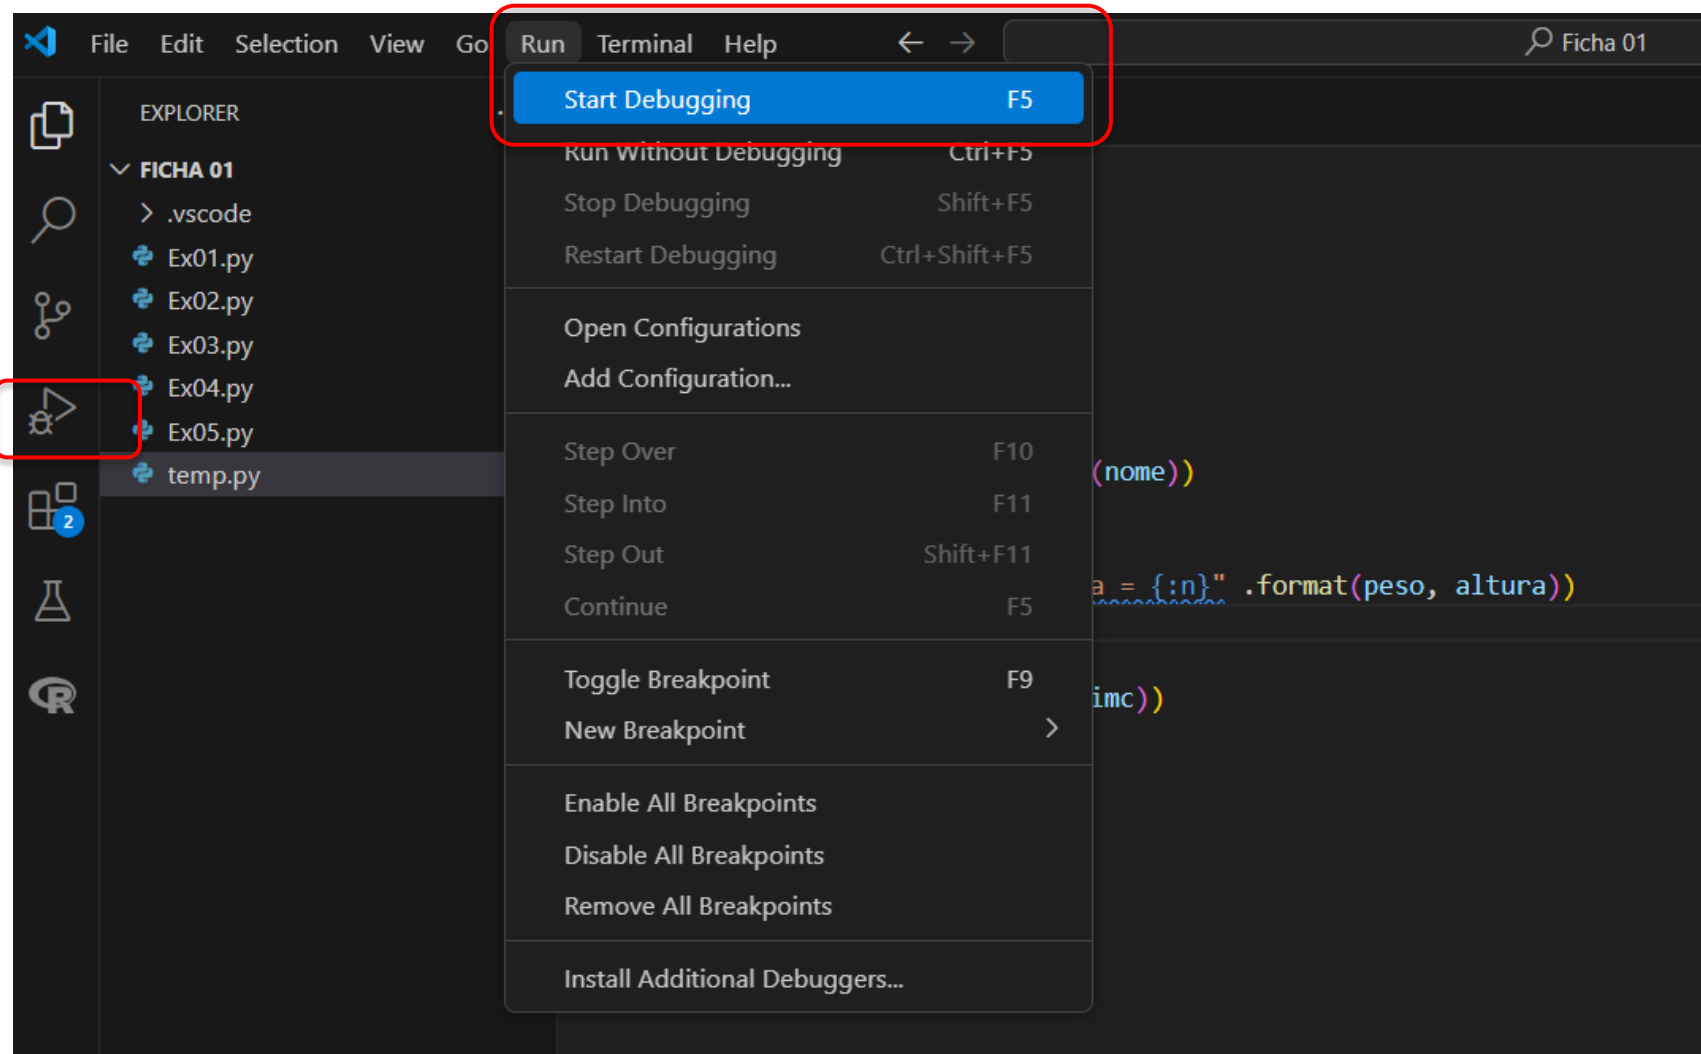 File Edit Selection View Go Run Terminal Help Ficha 01
EXPLORER
FICHA 01
.vscode
Ex01.py
Ex02.py
Ex03.py
Ex04.py
Ex05.py
temp.py
2
Start Debugging F5
Run Without Debugging Ctrl+F5
Stop Debugging Shift+F5
Restart Debugging Ctrl+Shift+F5
Open Configurations
Add Configuration...
Step Over F10
Step Into F11
Step Out Shift+F11
Continue F5
Toggle Breakpoint F9
New Breakpoint
Enable All Breakpoints
Disable All Breakpoints
Remove All Breakpoints
Install Additional Debuggers...
(nome))
a = {:n}" .format(peso, altura))
imc))
R